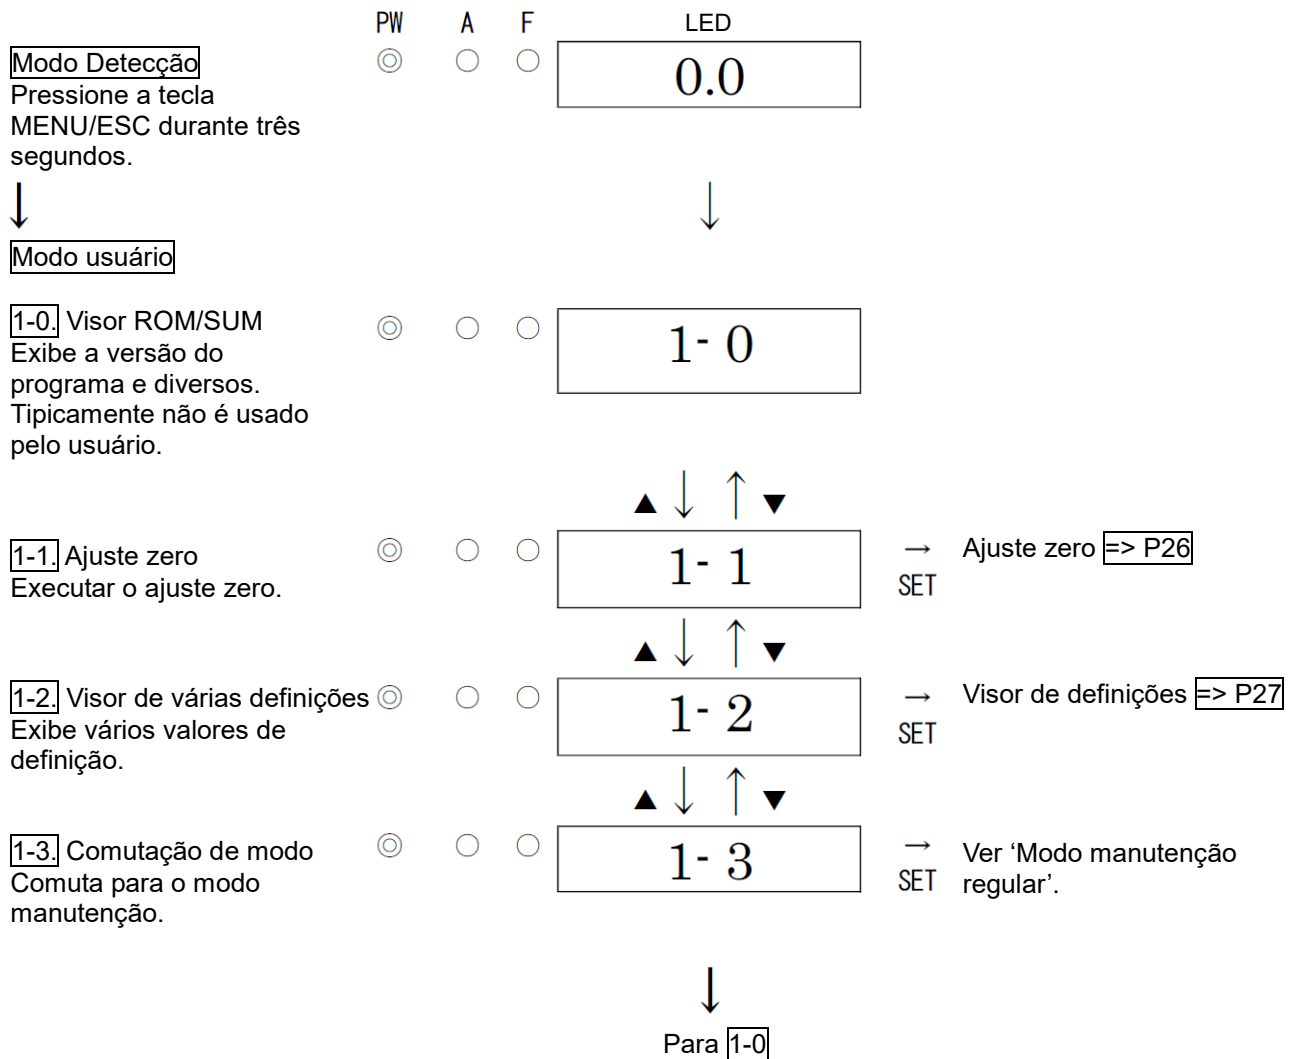 PW A F LED
Modo Detecção
Pressione a tecla
MENU/ESC durante três
segundos.
0.0
↓ ↓
Modo usuário
1-0. Visor ROM/SUM
Exibe a versão do
programa e diversos.
Tipicamente não é usado
pelo usuário.
1- 0
▲ ↓ ↑ ▼
1-1. Ajuste zero
Executar o ajuste zero.
1- 1
→ Ajuste zero => P26
SET
▲ ↓ ↑ ▼
1-2. Visor de várias definições
Exibe vários valores de
definição.
1- 2
→ Visor de definições => P27
SET
▲ ↓ ↑ ▼
1-3. Comutação de modo
Comuta para o modo
manutenção.
1- 3
→
SET
Ver ‘Modo manutenção
regular’.
↓
Para 1-0